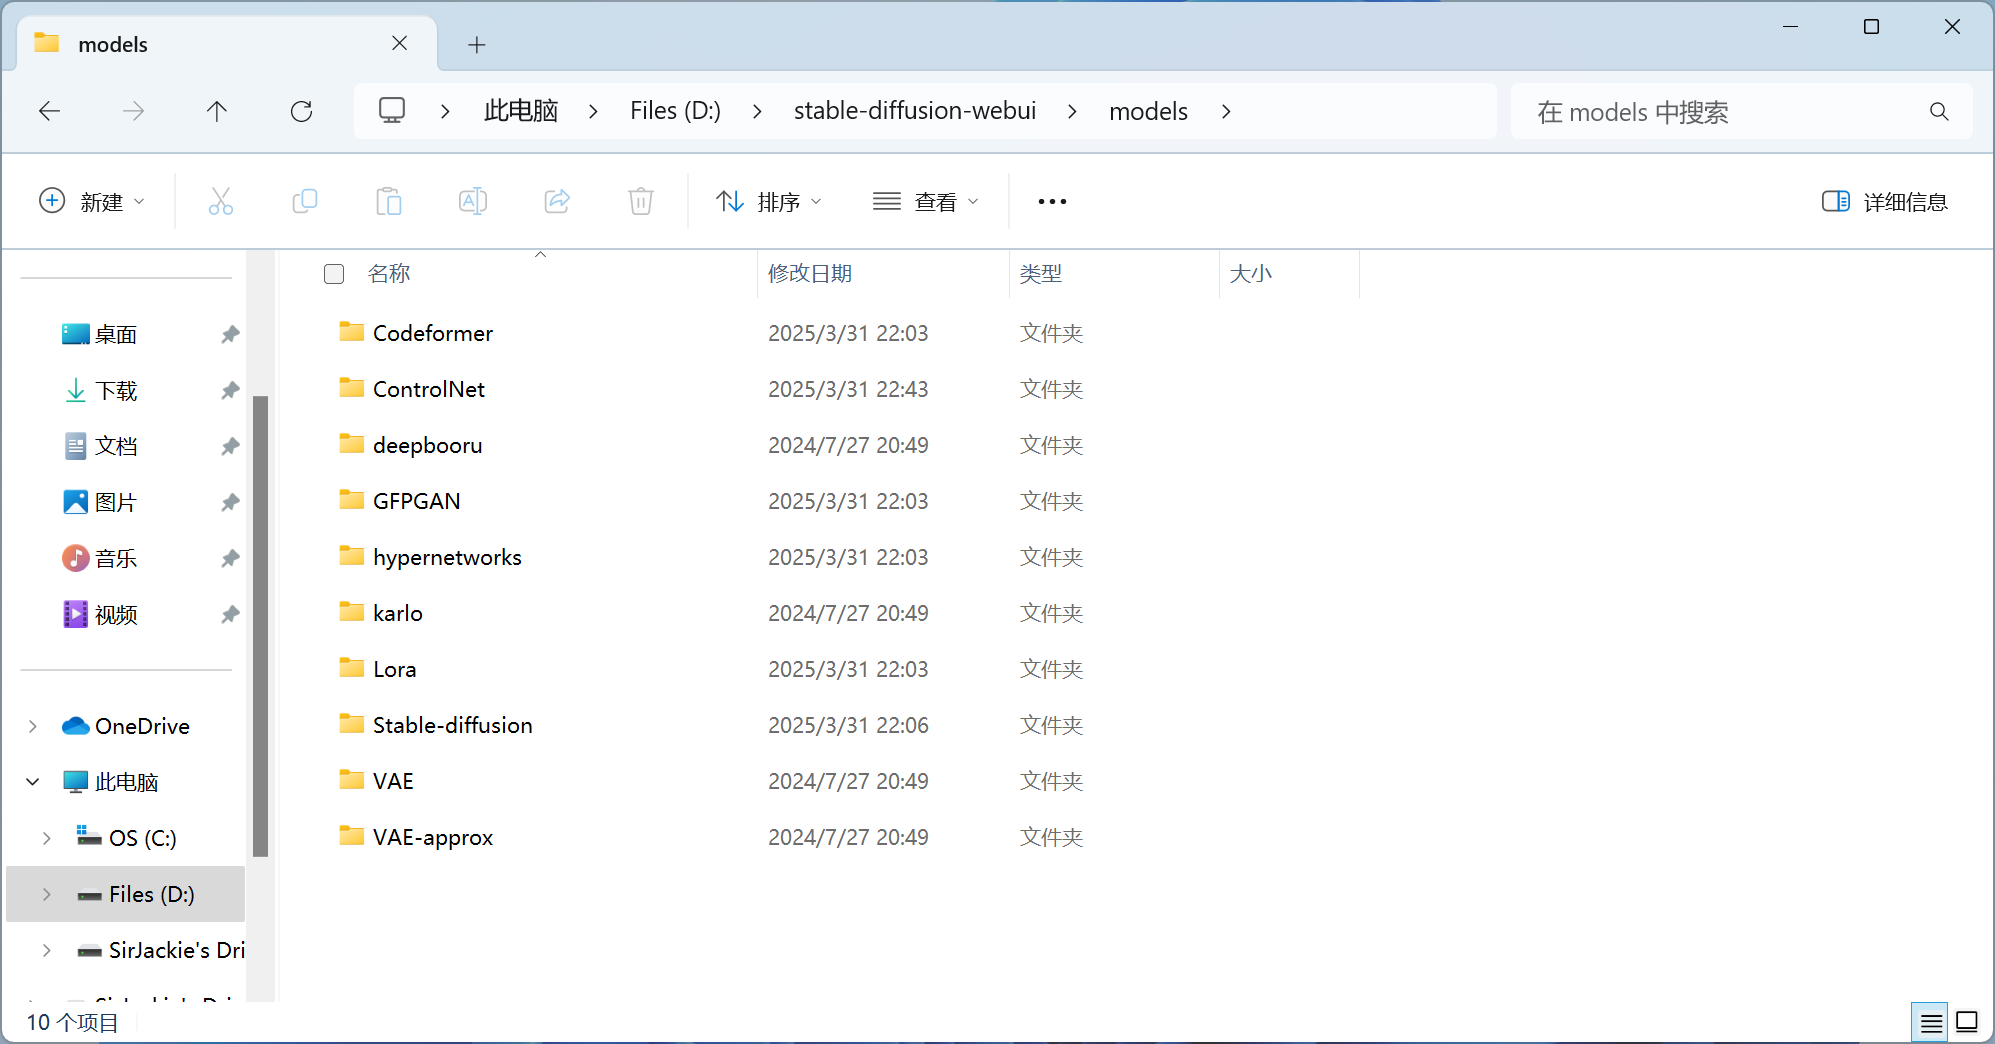 models
此电脑 Files (D:) stable-diffusion-webui models
在 models 中搜索
新建 排序 查看 详细信息
名称 修改日期 类型 大小
桌面
下载
文档
图片
音乐
视频
OneDrive
此电脑
OS (C:)
Files (D:)
SirJackie's Dri
Codeformer 2025/3/31 22:03 文件夹
ControlNet 2025/3/31 22:43 文件夹
deepbooru 2024/7/27 20:49 文件夹
GFPGAN 2025/3/31 22:03 文件夹
hypernetworks 2025/3/31 22:03 文件夹
karlo 2024/7/27 20:49 文件夹
Lora 2025/3/31 22:03 文件夹
Stable-diffusion 2025/3/31 22:06 文件夹
VAE 2024/7/27 20:49 文件夹
VAE-approx 2024/7/27 20:49 文件夹
10 个项目